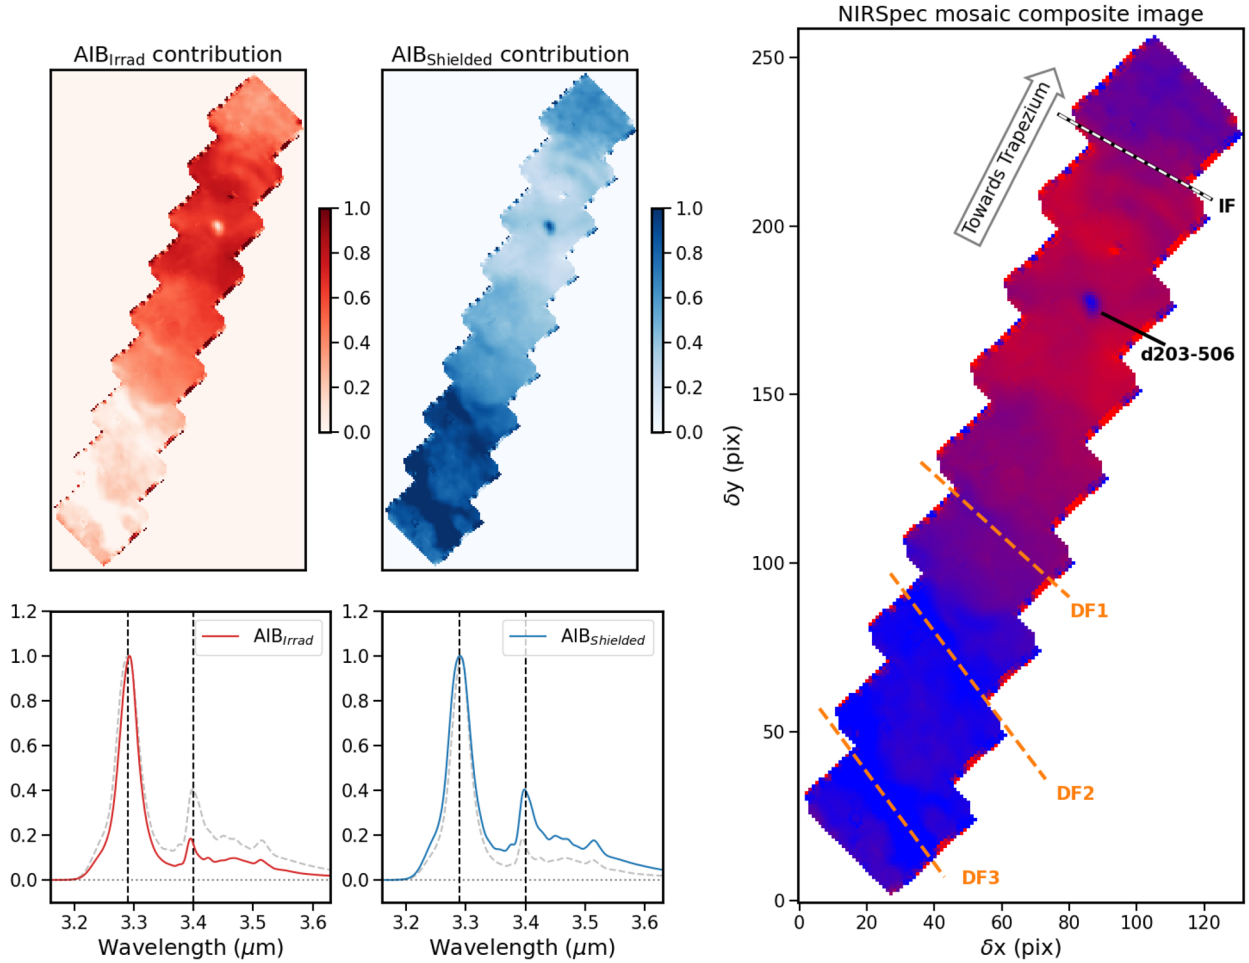 AIB_Irrad contribution
1.0
0.8
0.6
0.4
0.2
0.0
AIB_Shielded contribution
1.0
0.8
0.6
0.4
0.2
0.0
1.2
1.0
0.8
0.6
0.4
0.2
0.0
AIB_Irrad
3.2 3.3 3.4 3.5 3.6
Wavelength (μm)
1.2
1.0
0.8
0.6
0.4
0.2
0.0
AIB_Shielded
3.2 3.3 3.4 3.5 3.6
Wavelength (μm)
NIRSpec mosaic composite image
250
200
150
100
50
0
δy (pix)
Towards Trapezium
IF
d203-506
DF1
DF2
DF3
0 20 40 60 80 100 120
δx (pix)